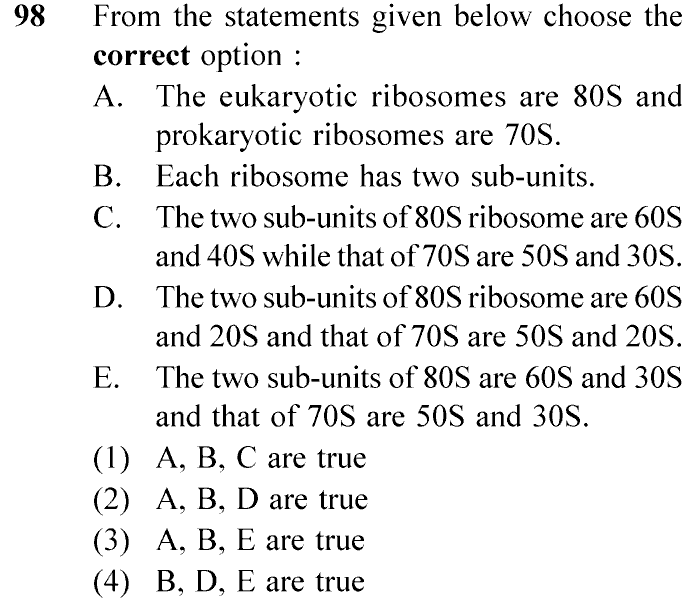 98 From the statements given below choose the
correct option :
A. The eukaryotic ribosomes are 80S and
prokaryotic ribosomes are 70S.
B. Each ribosome has two sub-units.
C. The two sub-units of 80S ribosome are 60S
and 40S while that of 70S are 50S and 30S.
D. The two sub-units of 80S ribosome are 60S
and 20S and that of 70S are 50S and 20S.
E. The two sub-units of 80S are 60S and 30S
and that of 70S are 50S and 30S.
(1) A, B, C are true
(2) A, B, D are true
(3) A, B, E are true
(4) B, D, E are true